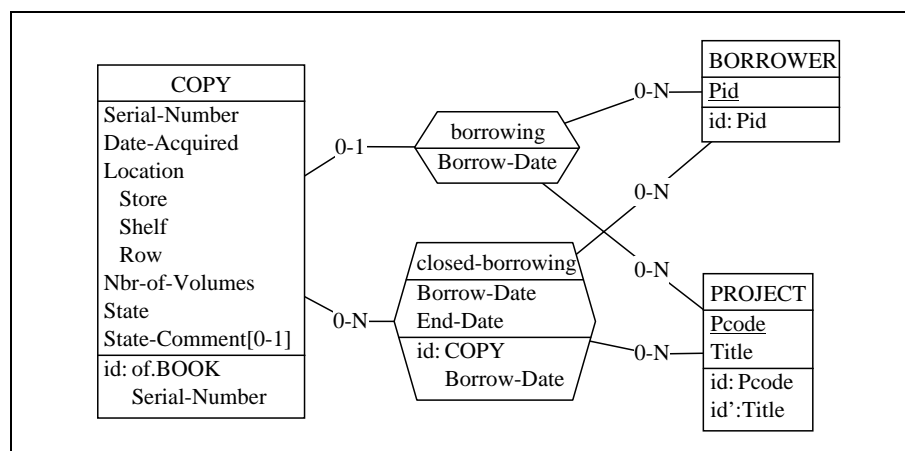 COPY
Serial-Number
Date-Acquired
Location
Store
Shelf
Row
Nbr-of-Volumes
State
State-Comment[0-1]
id: of.BOOK
Serial-Number
0-1
borrowing
Borrow-Date
0-N
closed-borrowing
Borrow-Date
End-Date
id: COPY
Borrow-Date
0-N
0-N
0-N
0-N
BORROWER
Pid
id: Pid
PROJECT
Pcode
Title
id: Pcode
id’:Title